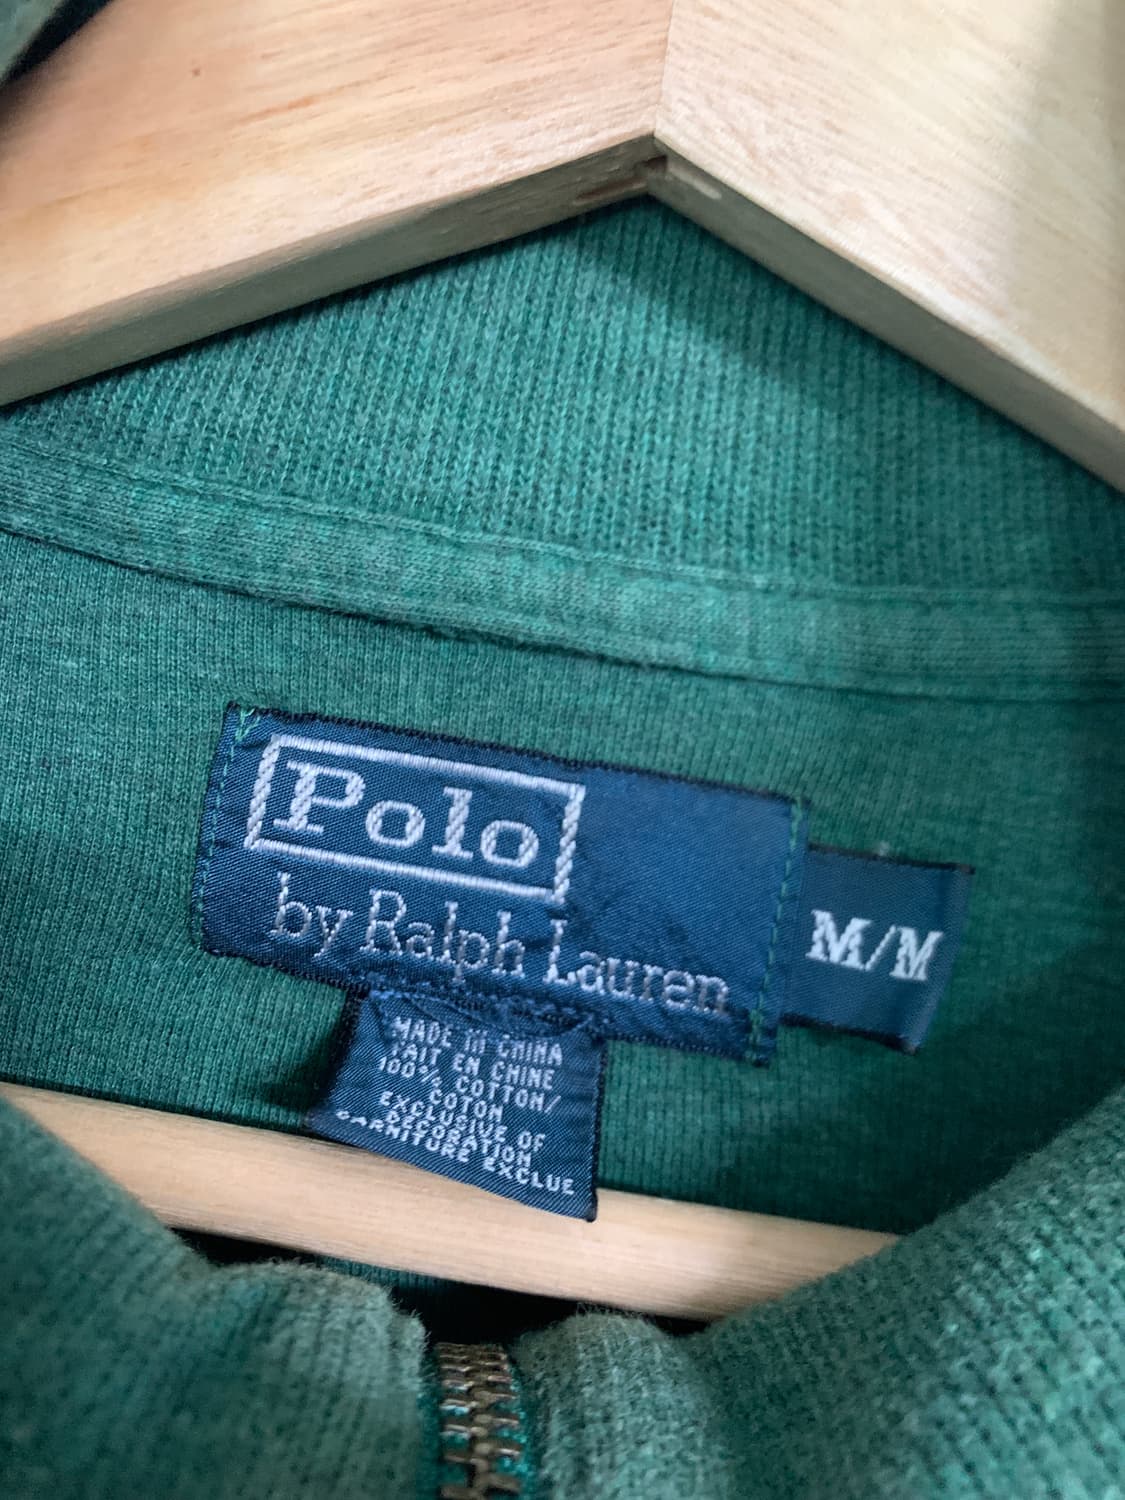 Polo
by Ralph Lauren
M/M
MADE IN CHINA
FAIT EN CHINE
100% COTTON/
COTON
EXCLUSIVE OF
DECORATION
GARNITURE EXCLUE